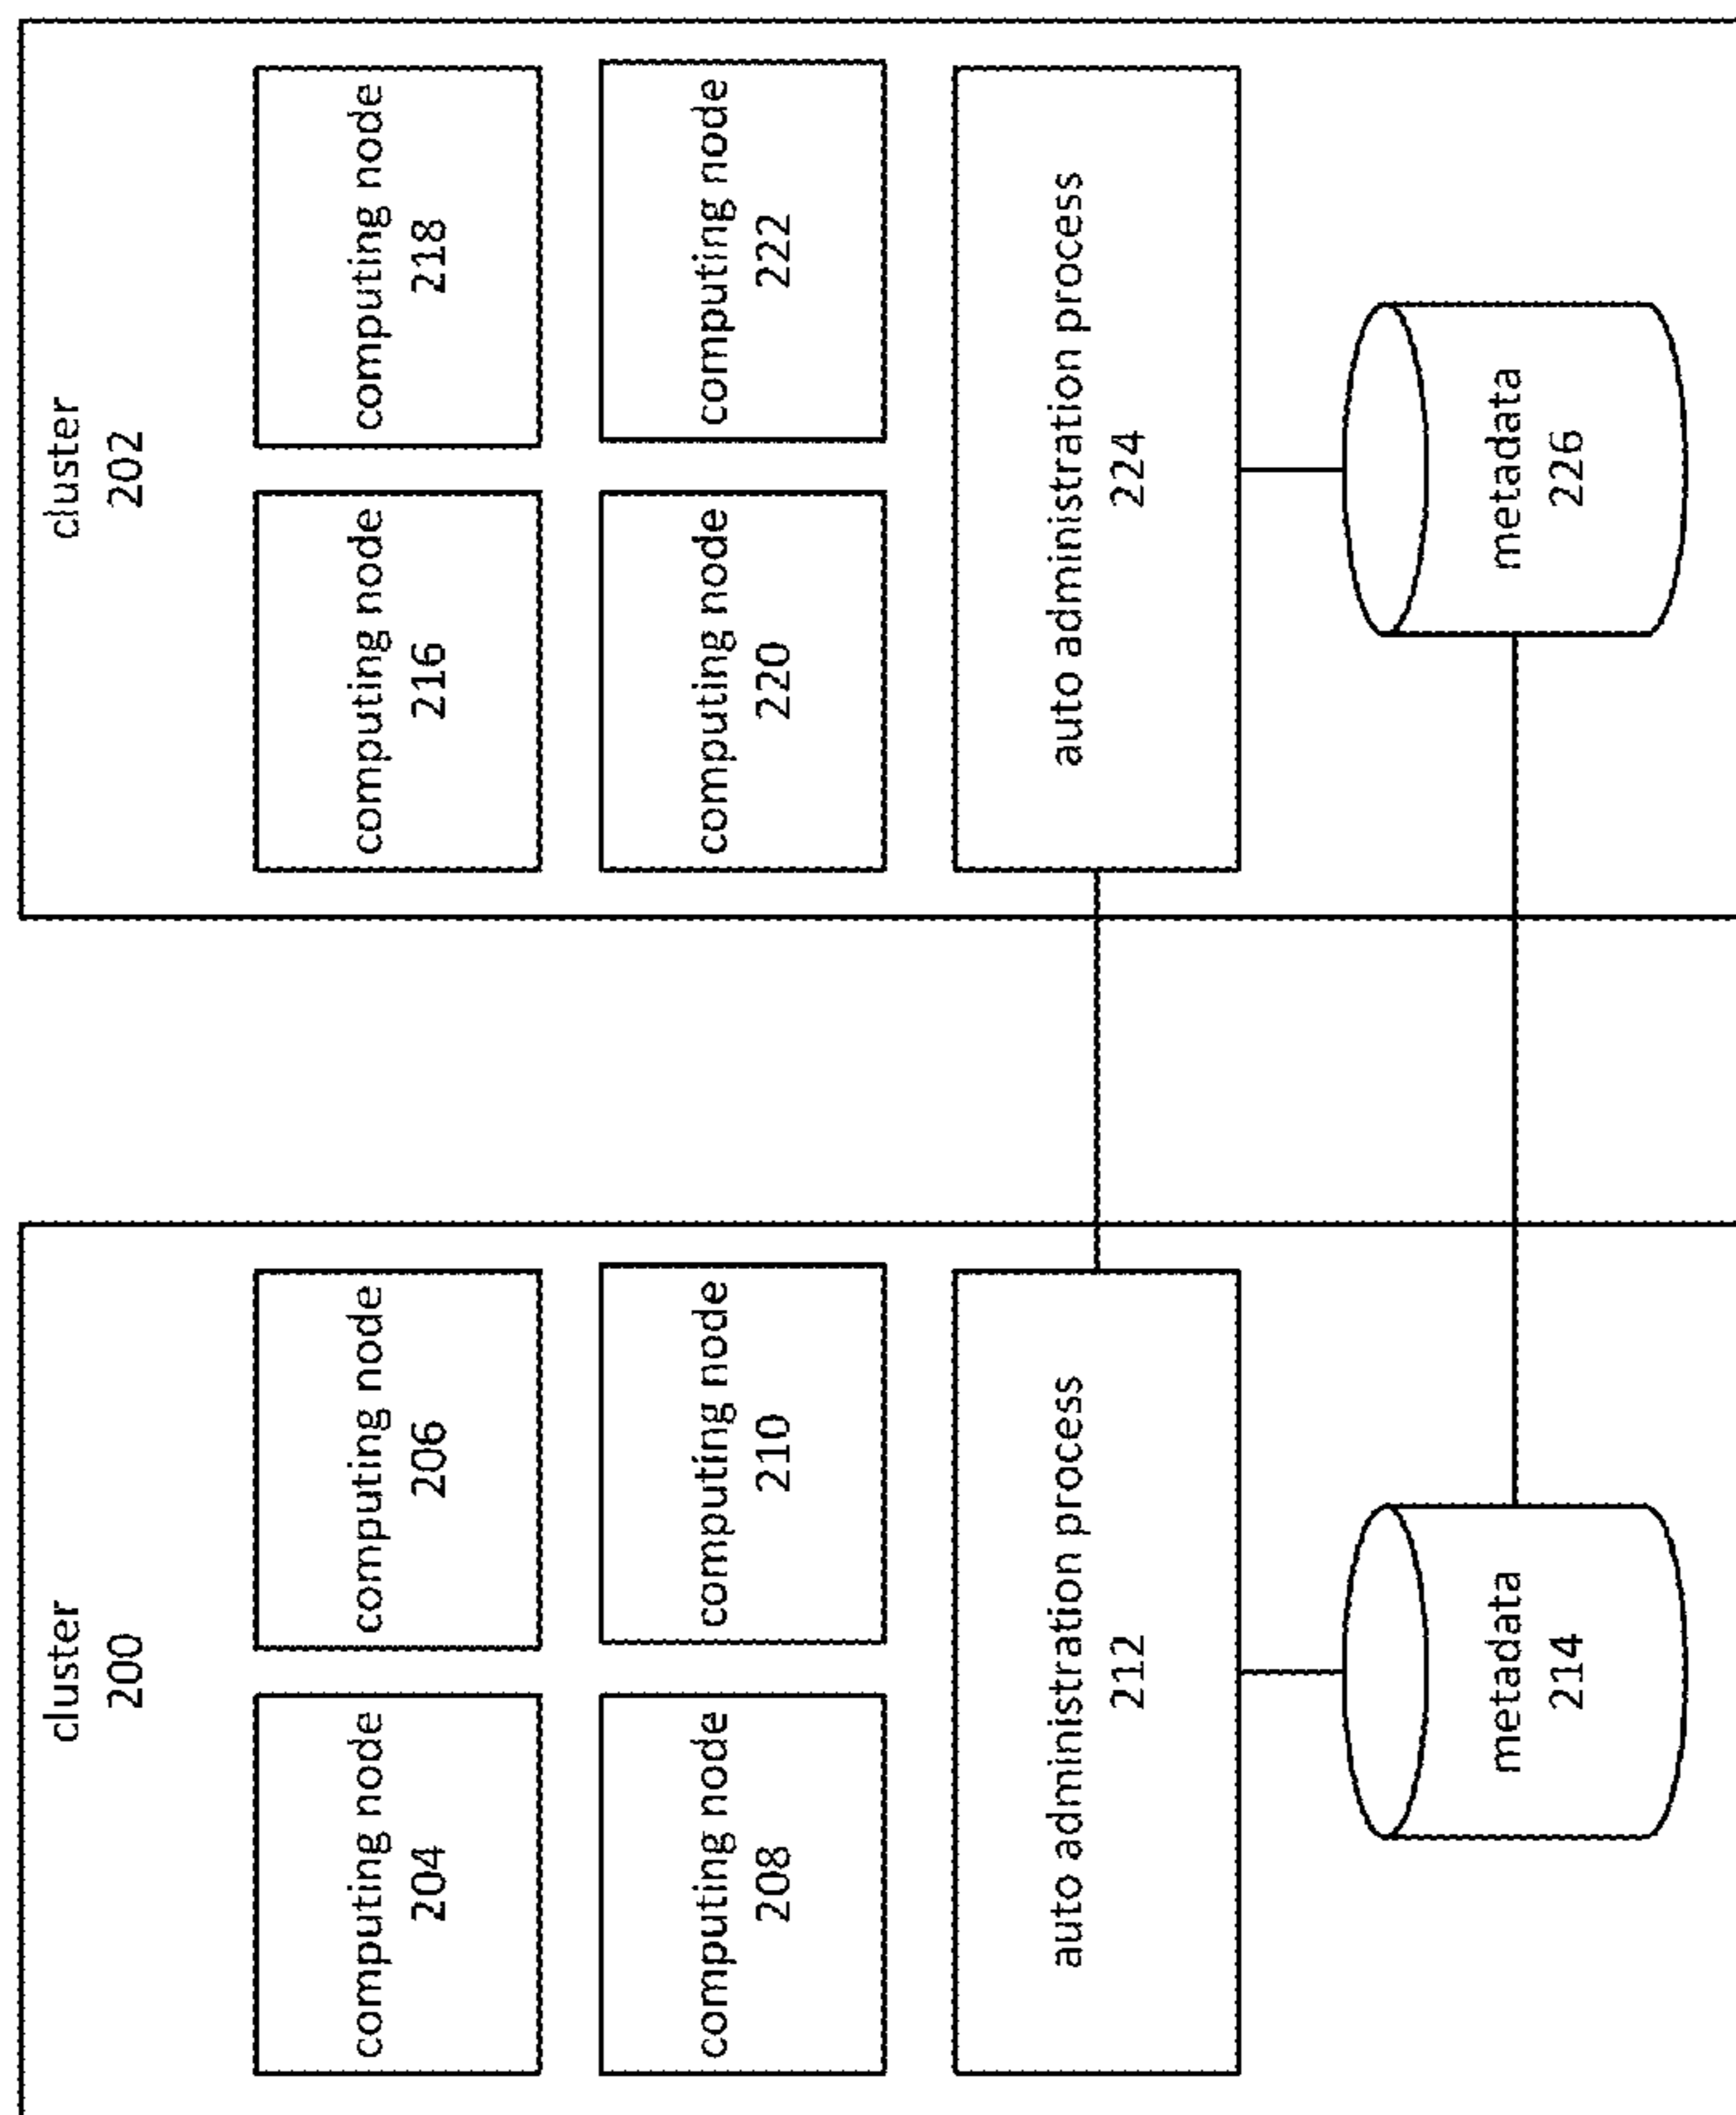 cluster
200
computing node
204
computing node
206
computing node
208
computing node
210
auto administration process
212
metadata
214
cluster
202
computing node
216
computing node
218
computing node
220
computing node
222
auto administration process
224
metadata
226